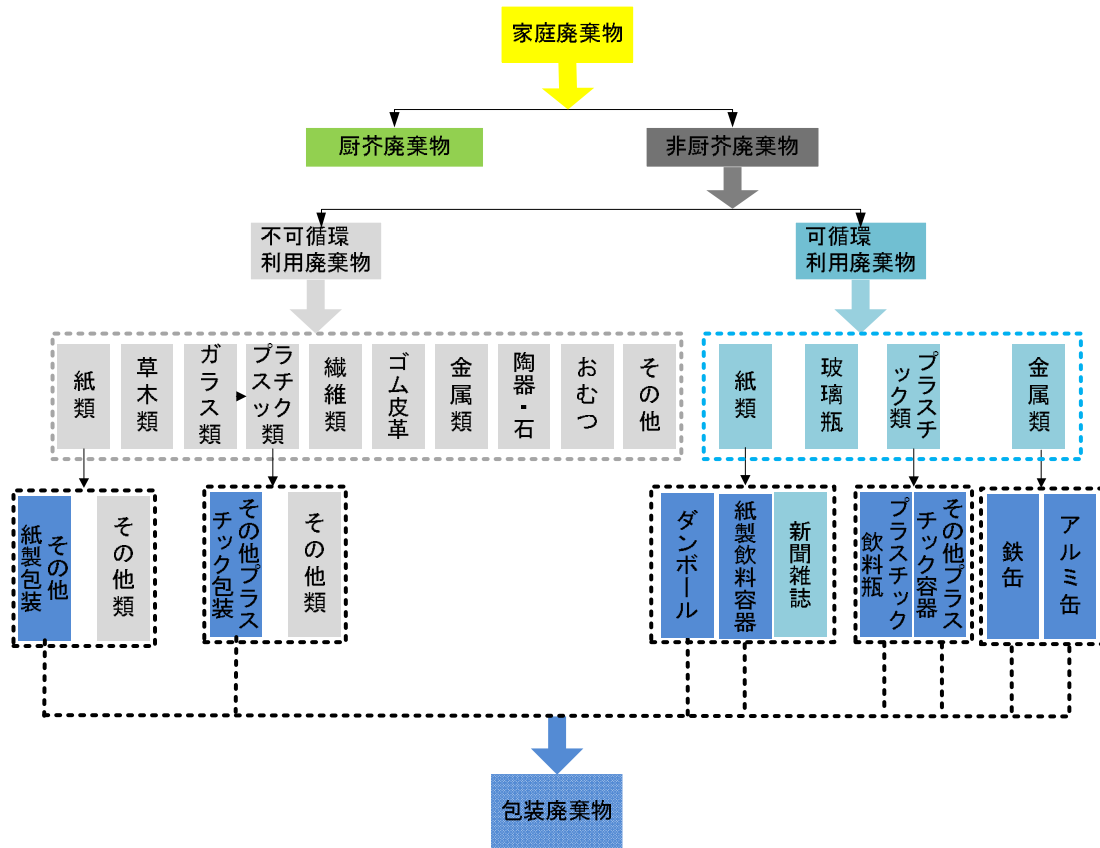 家庭廃棄物
厨芥廃棄物
非厨芥廃棄物
不可循環
利用廃棄物
可循環
利用廃棄物
紙類
草木類
ガラス類
プラスチック類
繊維類
ゴム皮革
金属類
陶器・石
おむつ
その他
紙類
玻璃瓶
プラスチ
ック類
金属類
その他
紙製包装
その他類
その他プラス
チック包装
その他類
ダンボール
紙製飲料容器
新聞雑誌
プラスチック
飲料瓶
その他プラス
チック容器
鉄缶
アルミ缶
包装廃棄物